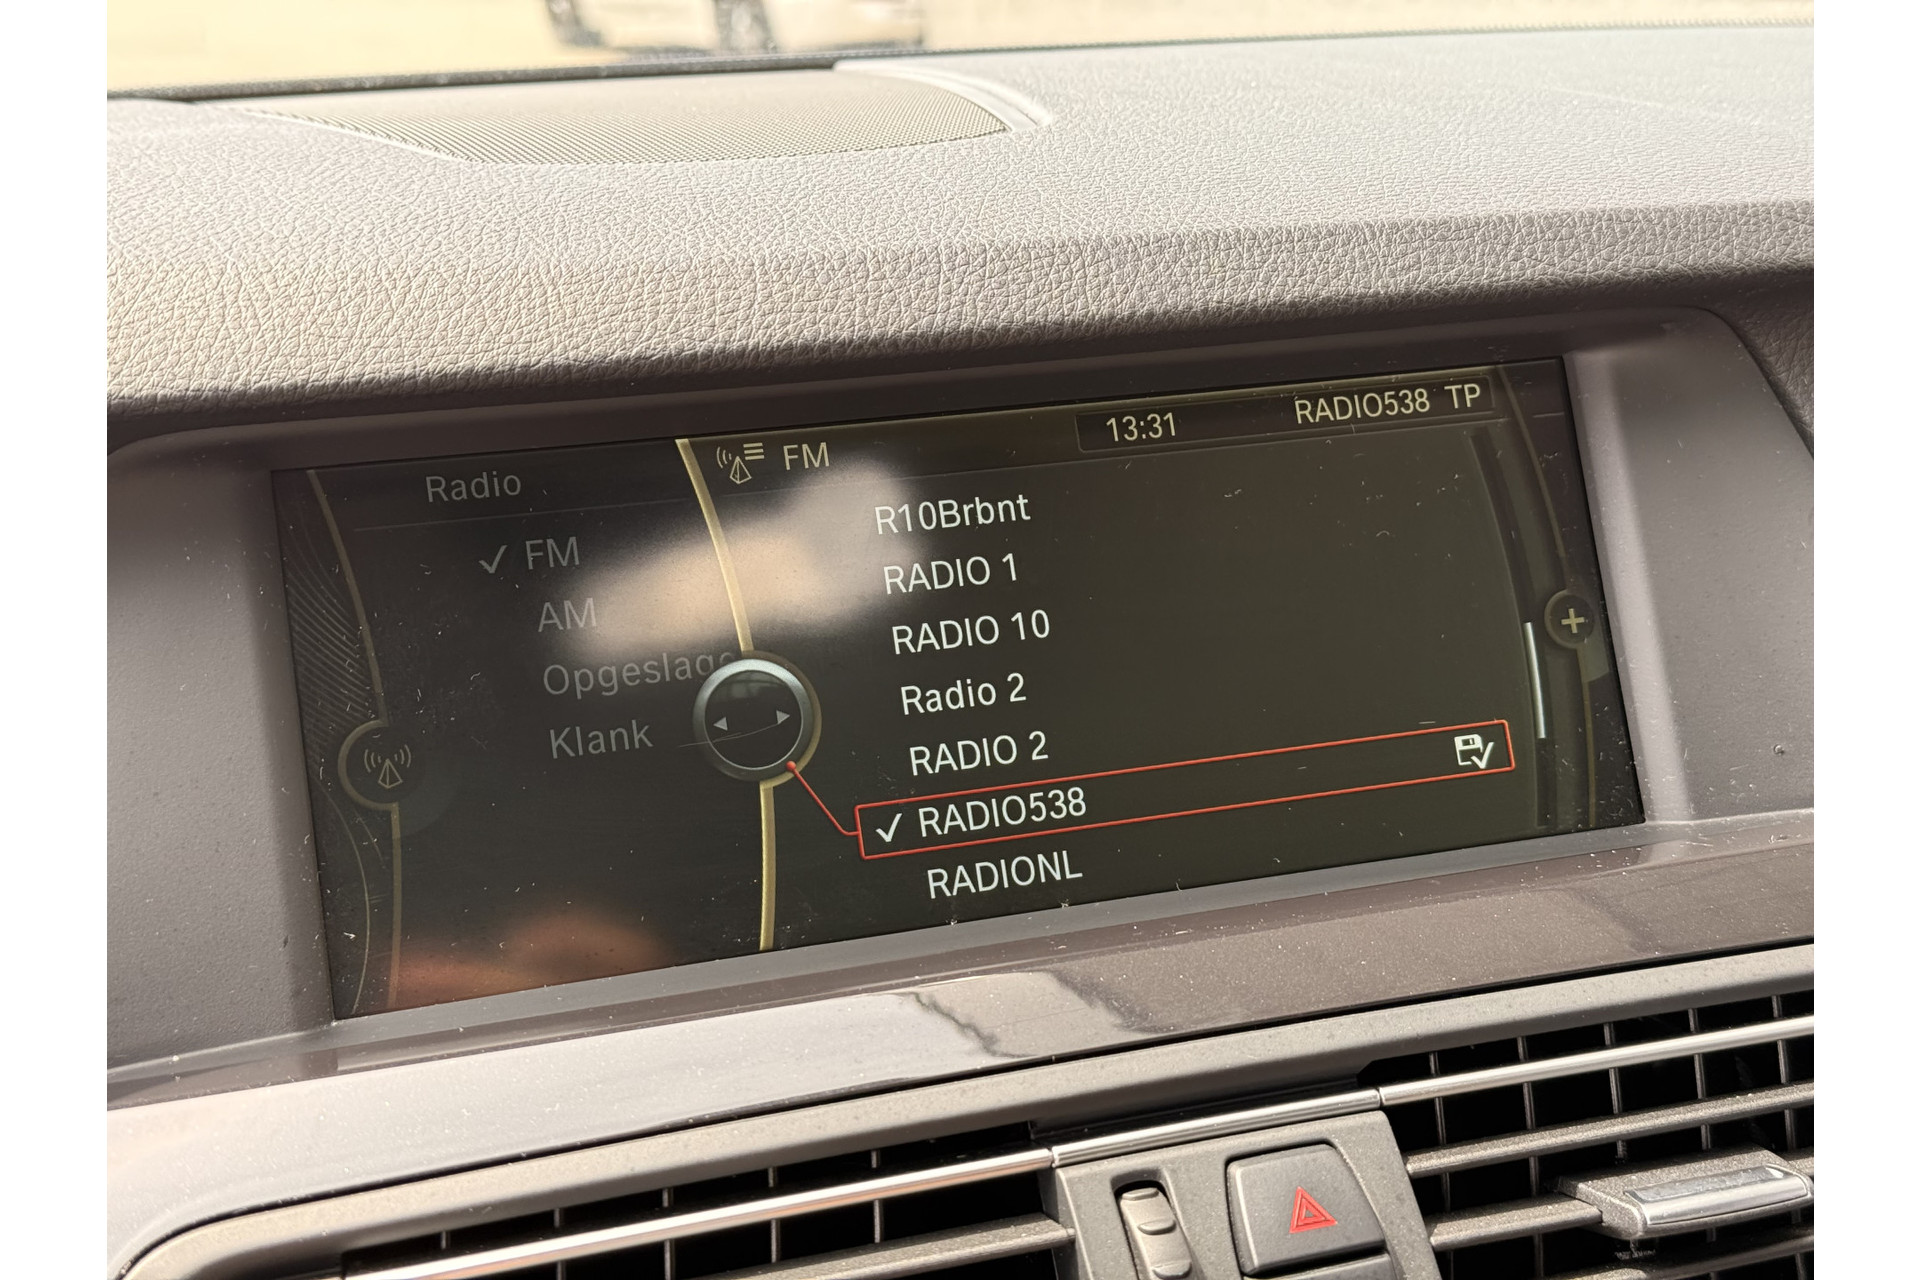 Radio
FM
AM
Opgeslage
Klank
FM
13:31
RADIO538 TP
R10Brbnt
RADIO 1
RADIO 10
Radio 2
RADIO 2
RADIO538
RADIONL